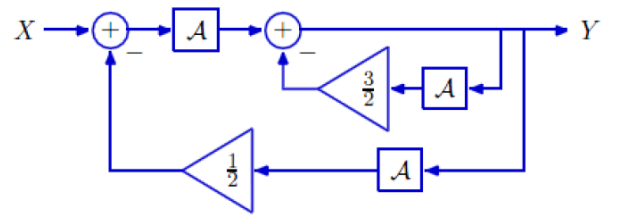 X + − 𝒜 + − Y
3/2 𝒜
1/2 𝒜